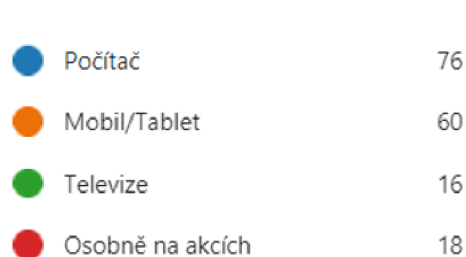 Počítač 76
Mobil/Tablet 60
Televize 16
Osobně na akcích 18